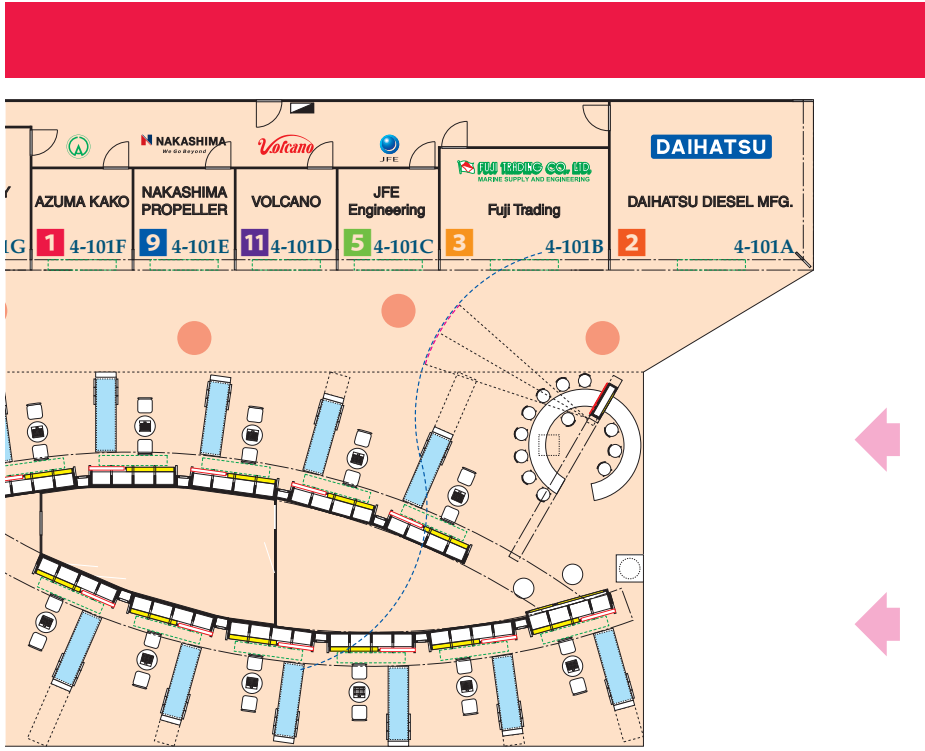 NAKASHIMA
We Go Beyond
Volcano
JFE
FUJI TRADING CO., LTD.
MARINE SUPPLY AND ENGINEERING
DAIHATSU
Y
AZUMA KAKO
NAKASHIMA
PROPELLER
VOLCANO
JFE
Engineering
Fuji Trading
DAIHATSU DIESEL MFG.
1G
1 4-101F
9 4-101E
11 4-101D
5 4-101C
3 4-101B
2 4-101A